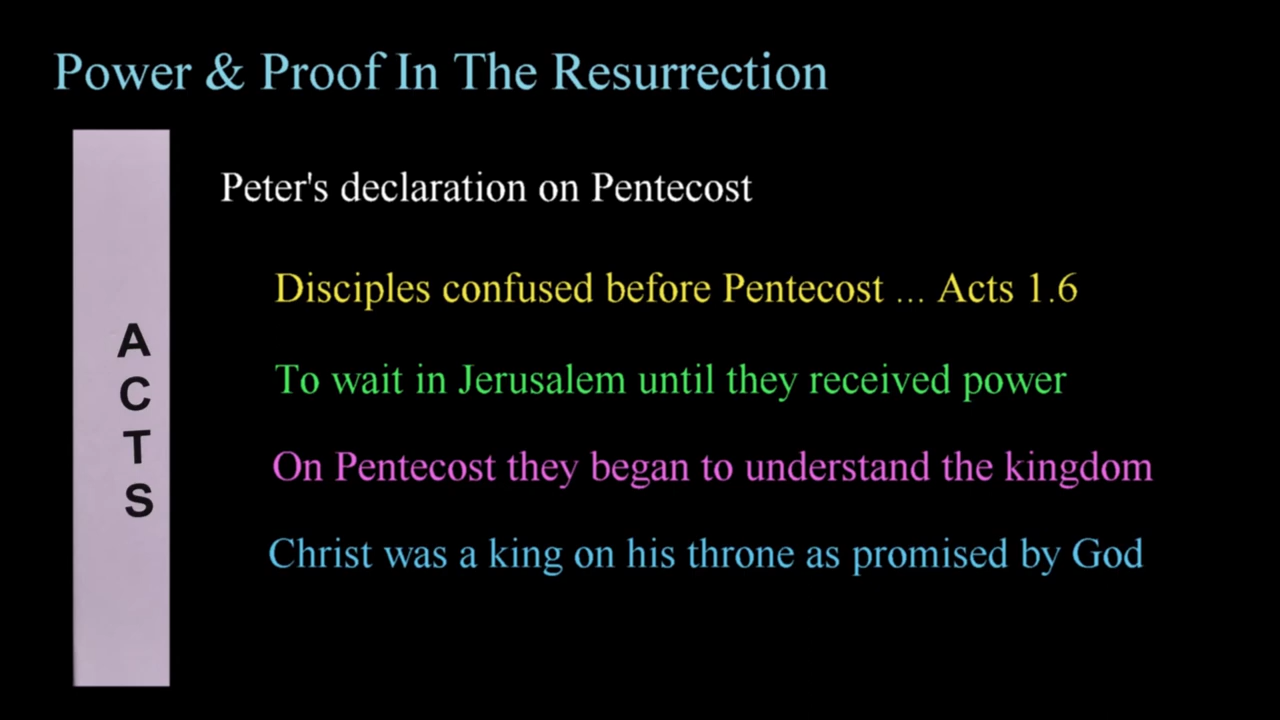 Power & Proof In The Resurrection
Peter's declaration on Pentecost
Disciples confused before Pentecost ... Acts 1.6
To wait in Jerusalem until they received power
On Pentecost they began to understand the kingdom
Christ was a king on his throne as promised by God
A
C
T
S